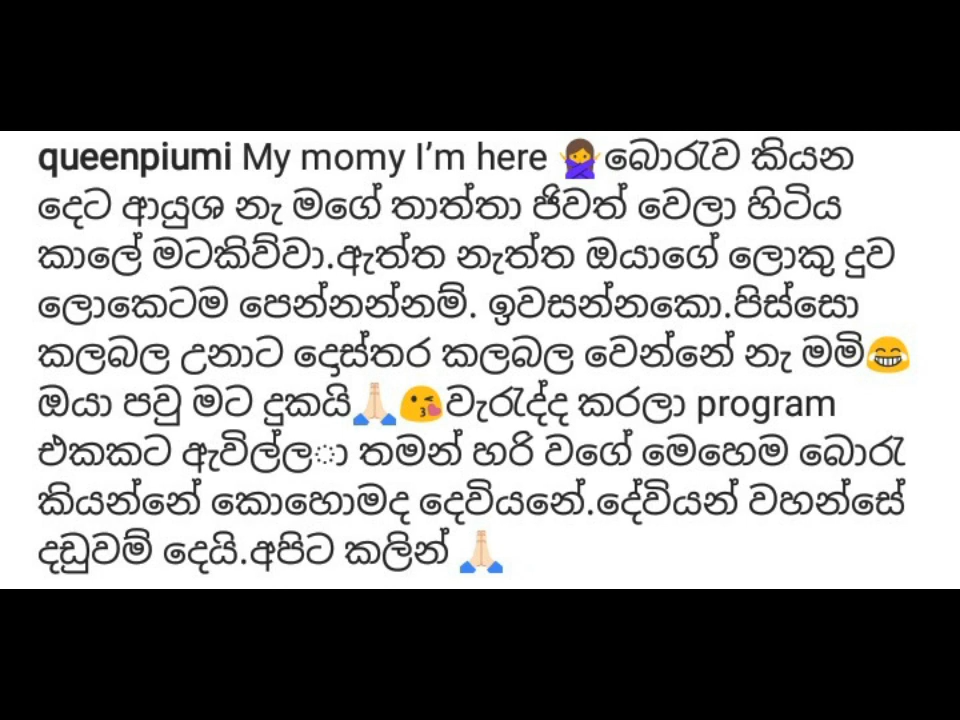 queenpiumi My momy I’m here 🙅‍♀️බොරුව කියන
දෙට ආයුශ නැ මගේ තාත්තා ජිවත් වෙලා හිටිය
කාලේ මටකිව්වා.ඇත්ත නැත්ත ඔයාගේ ලොකු දුව
ලොකෙටම පෙන්නන්නම්. ඉවසන්නකො.පිස්සො
කලබල උනාට දෙස්තර කලබල වෙන්නේ නැ මමි😂
ඔයා පවු මට දුකයි🙏🏻😘වැරැද්ද කරලා program
එකකට ඇවිල්ල◌ා තමන් හරි වගේ මෙහෙම බොරු
කියන්නේ කොහොමද දෙවියනේ.දේවියන් වහන්සේ
දඩුවම් දෙයි.අපිට කලින්🙏🏻